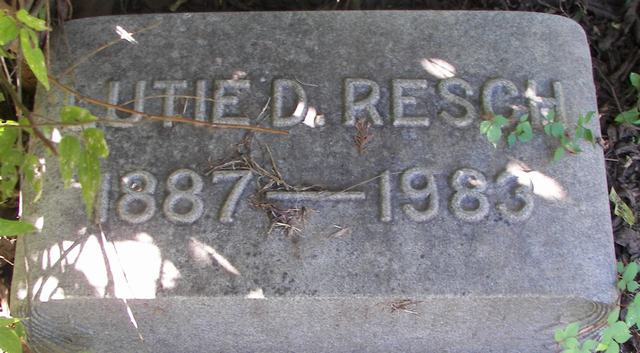 LUTIE D. RESCH
1887 — 1983